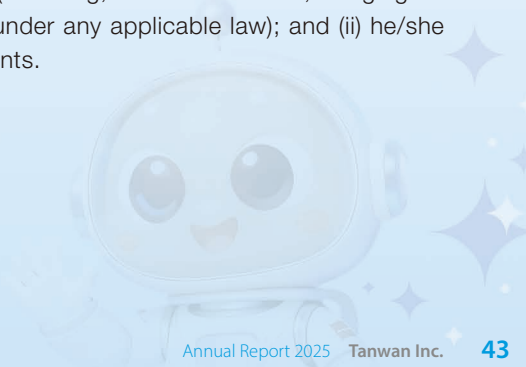 under any applicable law); and (ii) he/she
nts.
Annual Report 2025 Tanwan Inc. 43